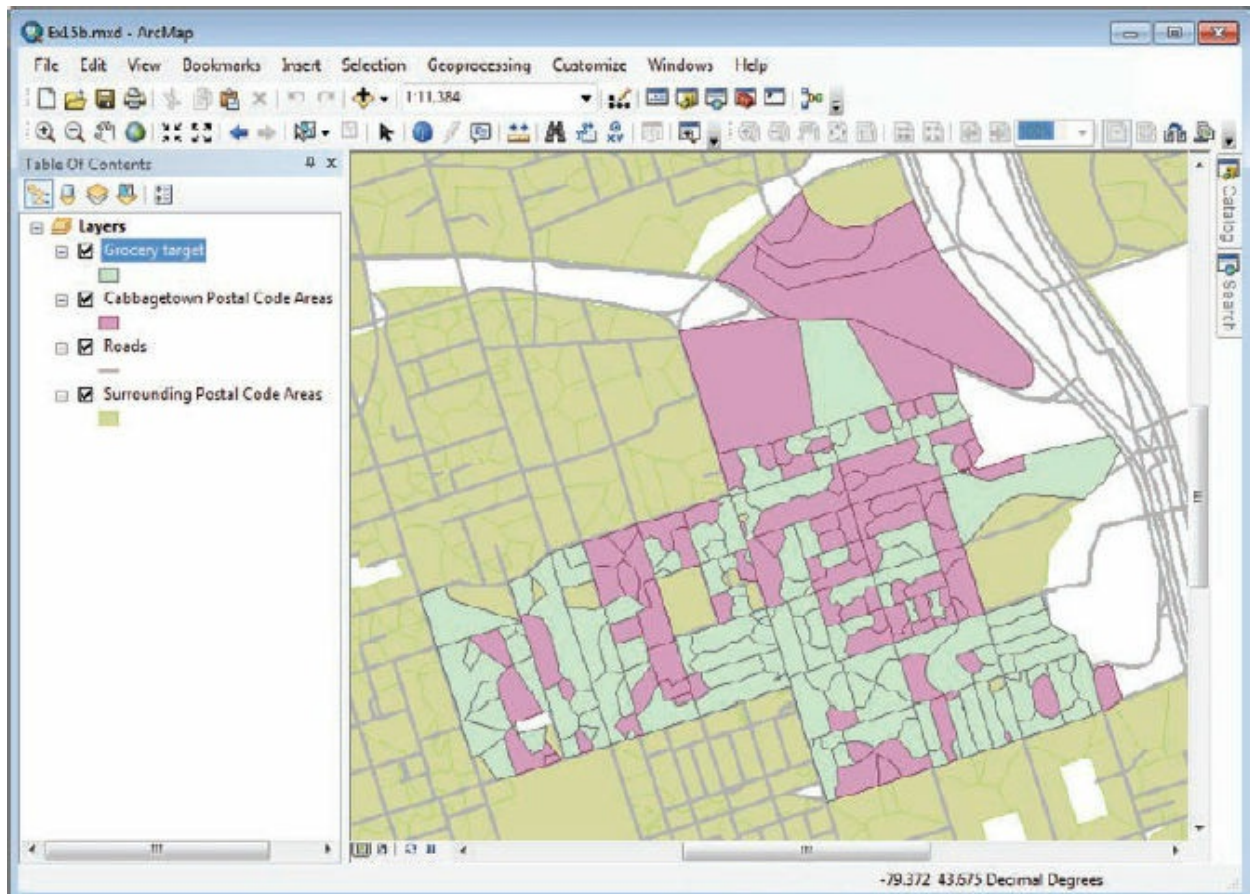 Ex15b.mxd - ArcMap
File Edit View Bookmarks Insert Selection Geoprocessing Customize Windows Help
1:11,384
100%
Table Of Contents
Layers
Grocery target
Cabbagetown Postal Code Areas
Roads
Surrounding Postal Code Areas
Catalog
Search
-79.372 43.675 Decimal Degrees